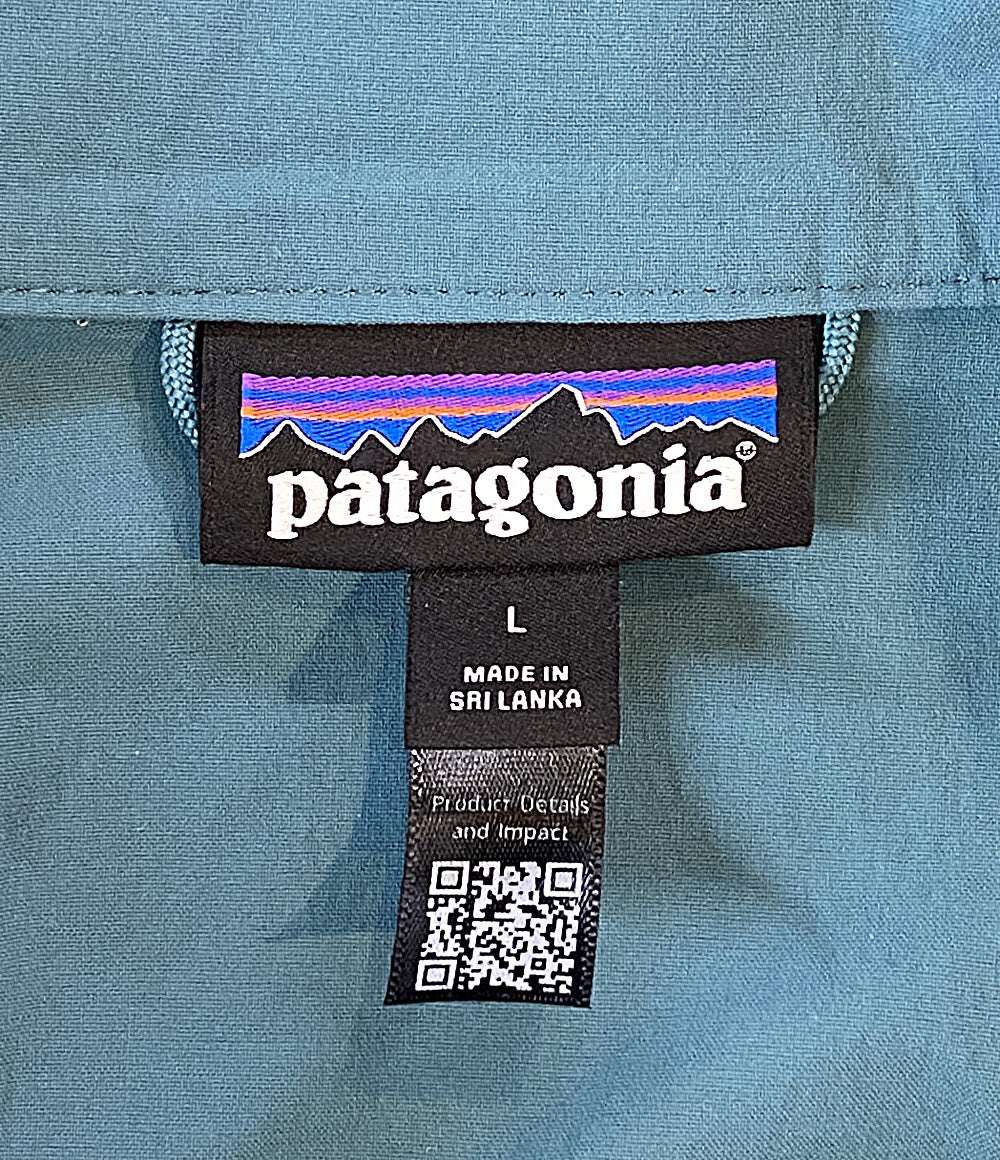 patagonia
L
MADE IN
SRI LANKA
Product Details
and Impact